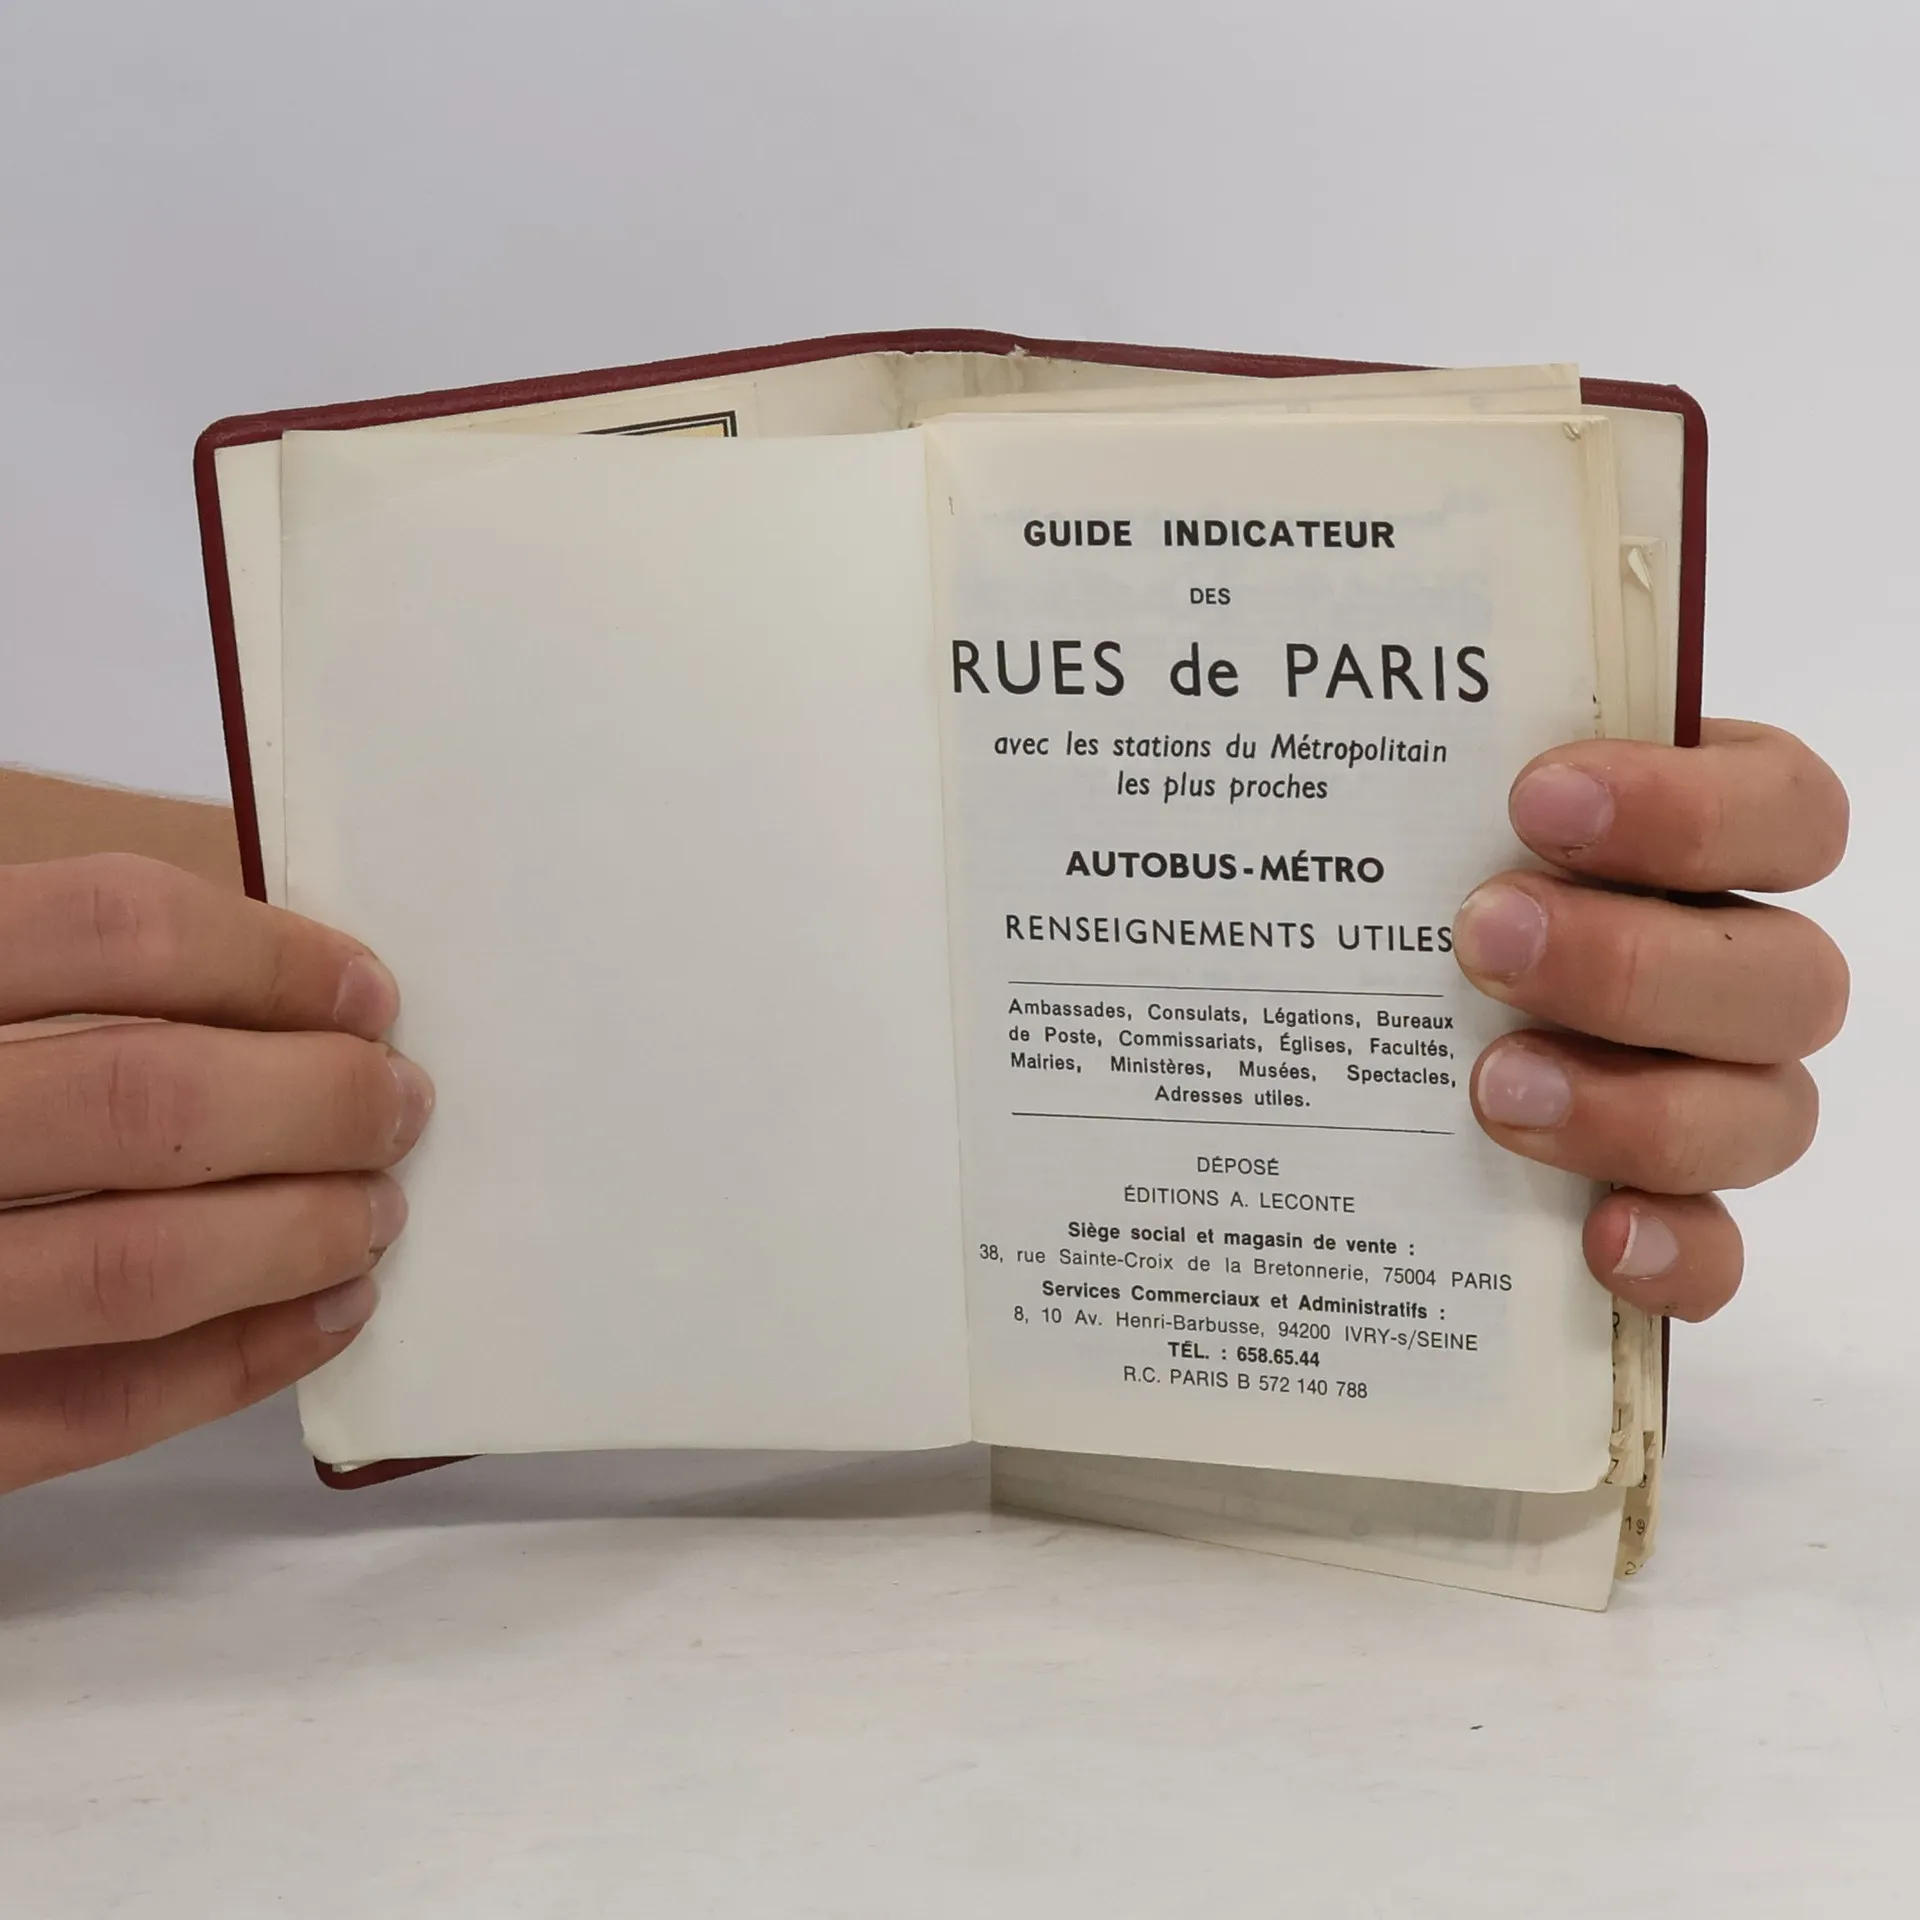 GUIDE INDICATEUR
DES
RUES de PARIS
avec les stations du Métropolitain
les plus proches
AUTOBUS-MÉTRO
RENSEIGNEMENTS UTILES
Ambassades, Consulats, Légations, Bureaux
de Poste, Commissariats, Églises, Facultés,
Mairies, Ministères, Musées, Spectacles,
Adresses utiles.
DÉPOSÉ
ÉDITIONS A. LECONTE
Siège social et magasin de vente :
38, rue Sainte-Croix de la Bretonnerie, 75004 PARIS
Services Commerciaux et Administratifs :
8, 10 Av. Henri-Barbusse, 94200 IVRY-s/SEINE
TÉL. : 658.65.44
R.C. PARIS B 572 140 788